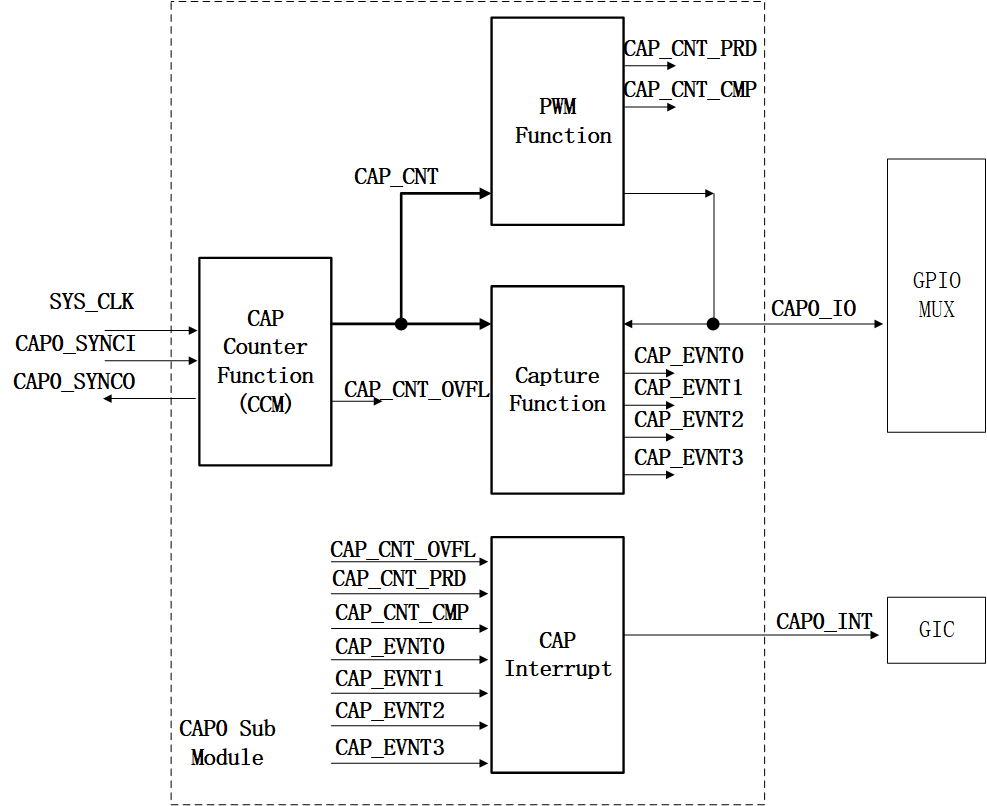 CAP_CNT_PRD
CAP_CNT_CMP
PWM
Function
CAP_CNT
GPIO
MUX
SYS_CLK
CAP0_SYNCI
CAP0_SYNCO
CAP
Counter
Function
(CCM)
CAP0_IO
CAP_CNT_OVFL
Capture
Function
CAP_EVNT0
CAP_EVNT1
CAP_EVNT2
CAP_EVNT3
CAP_CNT_OVFL
CAP_CNT_PRD
CAP_CNT_CMP
CAP_EVNT0
CAP_EVNT1
CAP_EVNT2
CAP_EVNT3
CAP
Interrupt
CAP0_INT
GIC
CAP0 Sub
Module